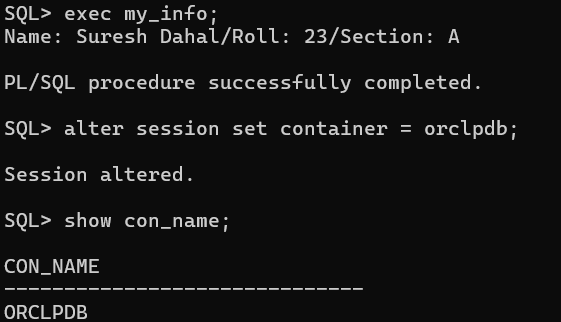 SQL> exec my_info;
Name: Suresh Dahal/Roll: 23/Section: A
PL/SQL procedure successfully completed.
SQL> alter session set container = orclpdb;
Session altered.
SQL> show con_name;
CON_NAME
------------------------------
ORCLPDB